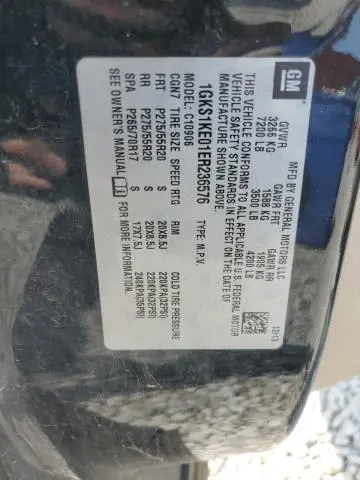 GM
MFD BY GENERAL MOTORS LLC
12/13
GVWR GAWR FRT GAWR RR
3266 KG 1588 KG 1905 KG
7200 LB 3500 LB 4200 LB
THIS VEHICLE CONFORMS TO ALL APPLICABLE U.S. FEDERAL MOTOR
VEHICLE SAFETY STANDARDS IN EFFECT ON THE DATE OF
MANUFACTURE SHOWN ABOVE.
1GKS1KE01ER236576 TYPE: M.P.V.
C10906
CGN7 TIRE SIZE SPEED RTG RIM COLD TIRE PRESSURE
FRT P275/55R20 S 20X8.5J 220KPA(32PSI)
RR P275/55R20 S 20X8.5J 220KPA(32PSI)
SPA P265/70R17 S 17X7.5J 240KPA(35PSI)
SEE OWNER'S MANUAL FOR MORE INFORMATION.